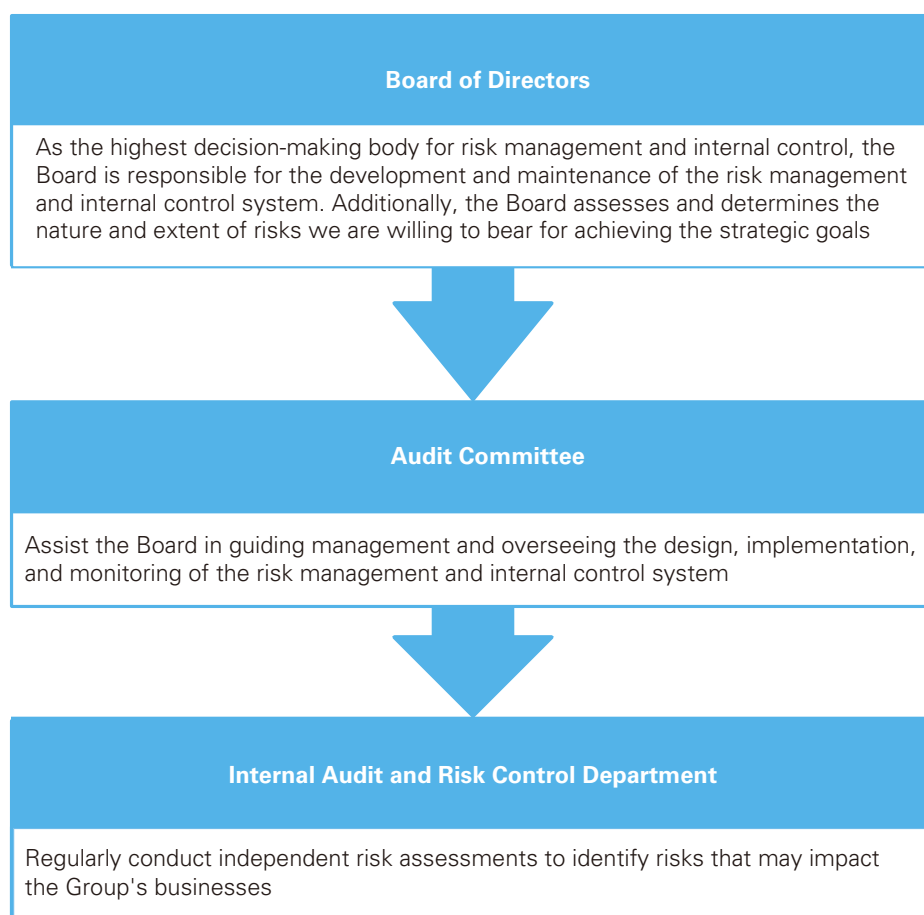 Board of Directors
As the highest decision-making body for risk management and internal control, the
Board is responsible for the development and maintenance of the risk management
and internal control system. Additionally, the Board assesses and determines the
nature and extent of risks we are willing to bear for achieving the strategic goals
Audit Committee
Assist the Board in guiding management and overseeing the design, implementation,
and monitoring of the risk management and internal control system
Internal Audit and Risk Control Department
Regularly conduct independent risk assessments to identify risks that may impact
the Group's businesses